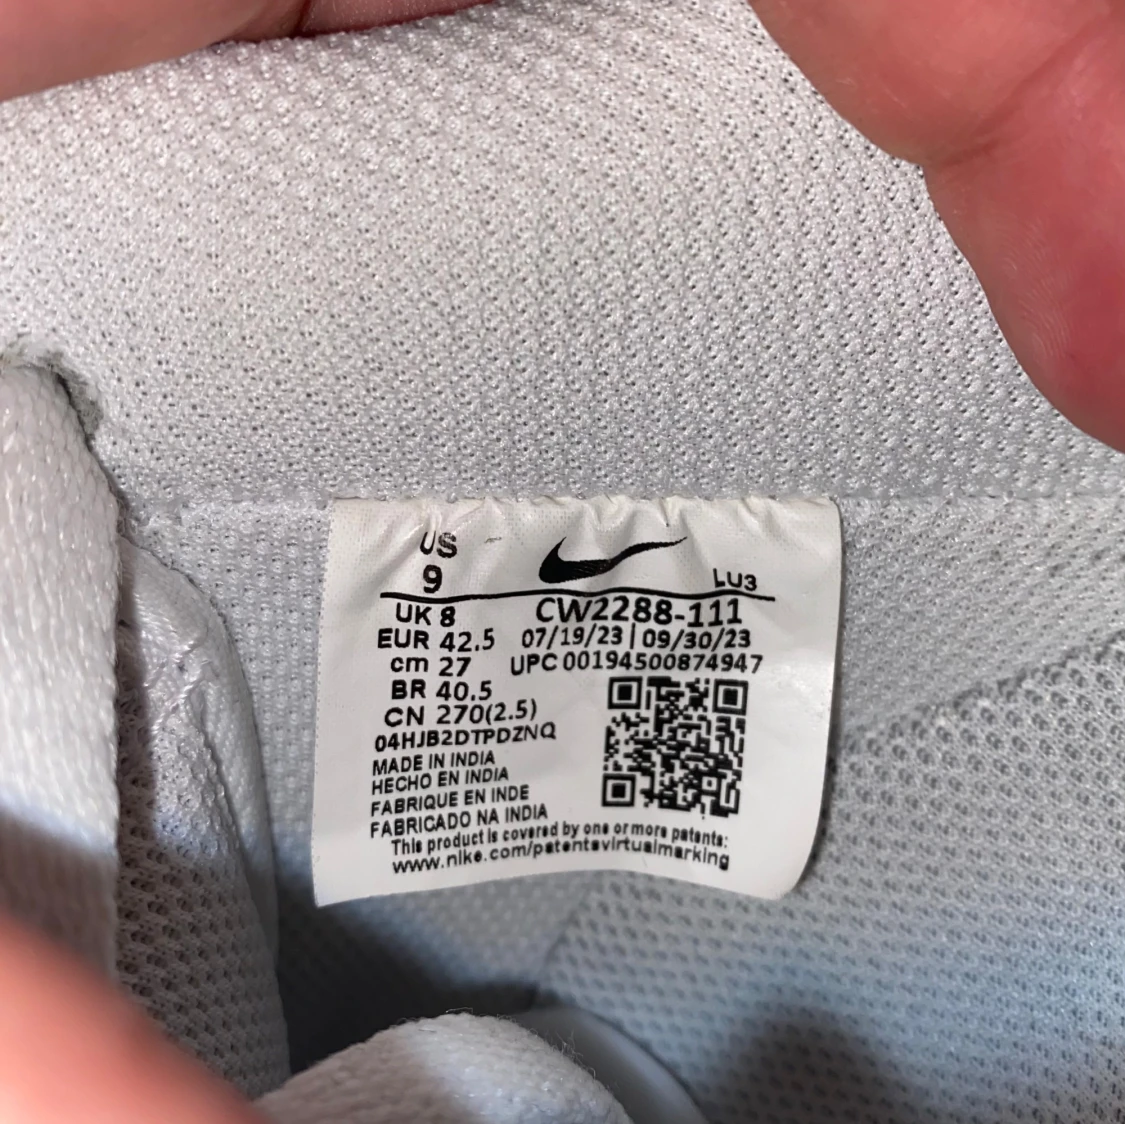 US
9
LU3
UK 8
CW2288-111
EUR 42.5
07/19/23 | 09/30/23
cm 27
UPC 00194500874947
BR 40.5
CN 270(2.5)
04HJB2DTPDZNQ
MADE IN INDIA
HECHO EN INDIA
FABRIQUE EN INDE
FABRICADO NA INDIA
This product is covered by one or more patents:
www.nike.com/patentsvirtualmarking